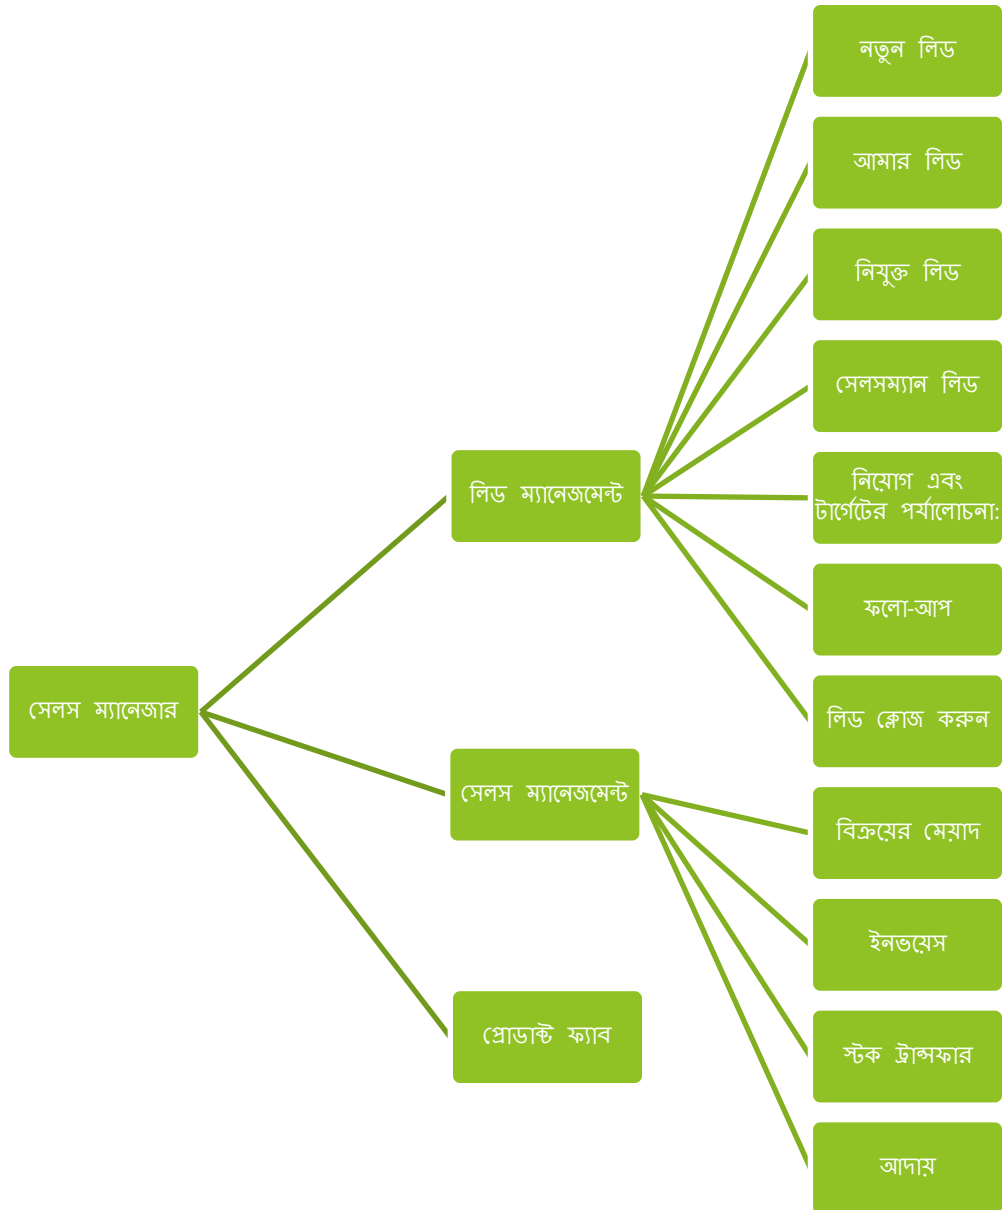 নতুন লিড
আমার লিড
নিযুক্ত লিড
সেলসম্যান লিড
নিয়োগ এবং
টার্গেটের পর্যালোচনা:
লিড ম্যানেজমেন্ট
ফলো-আপ
সেলস ম্যানেজার
লিড ক্লোজ করুন
সেলস ম্যানেজমেন্ট
বিক্রয়ের মেয়াদ
ইনভয়েস
প্রোডাক্ট ফ্যাব
স্টক ট্রান্সফার
আদায়